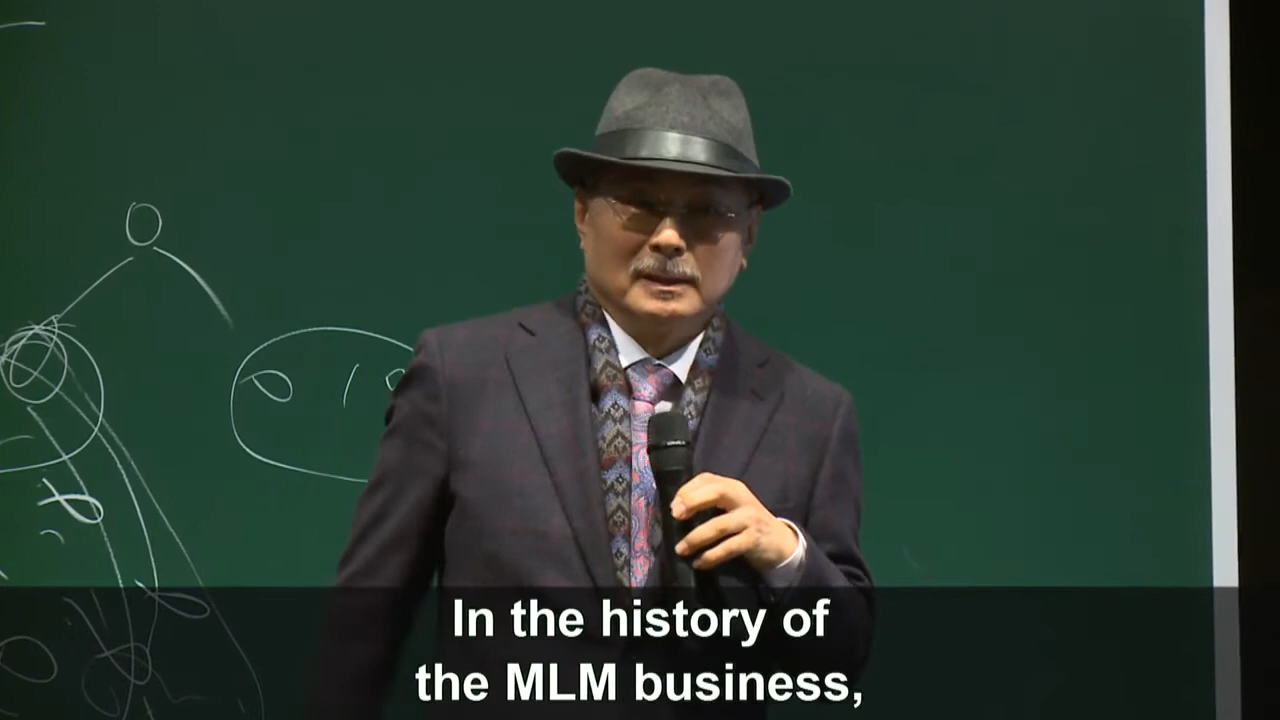 In the history of
the MLM business,